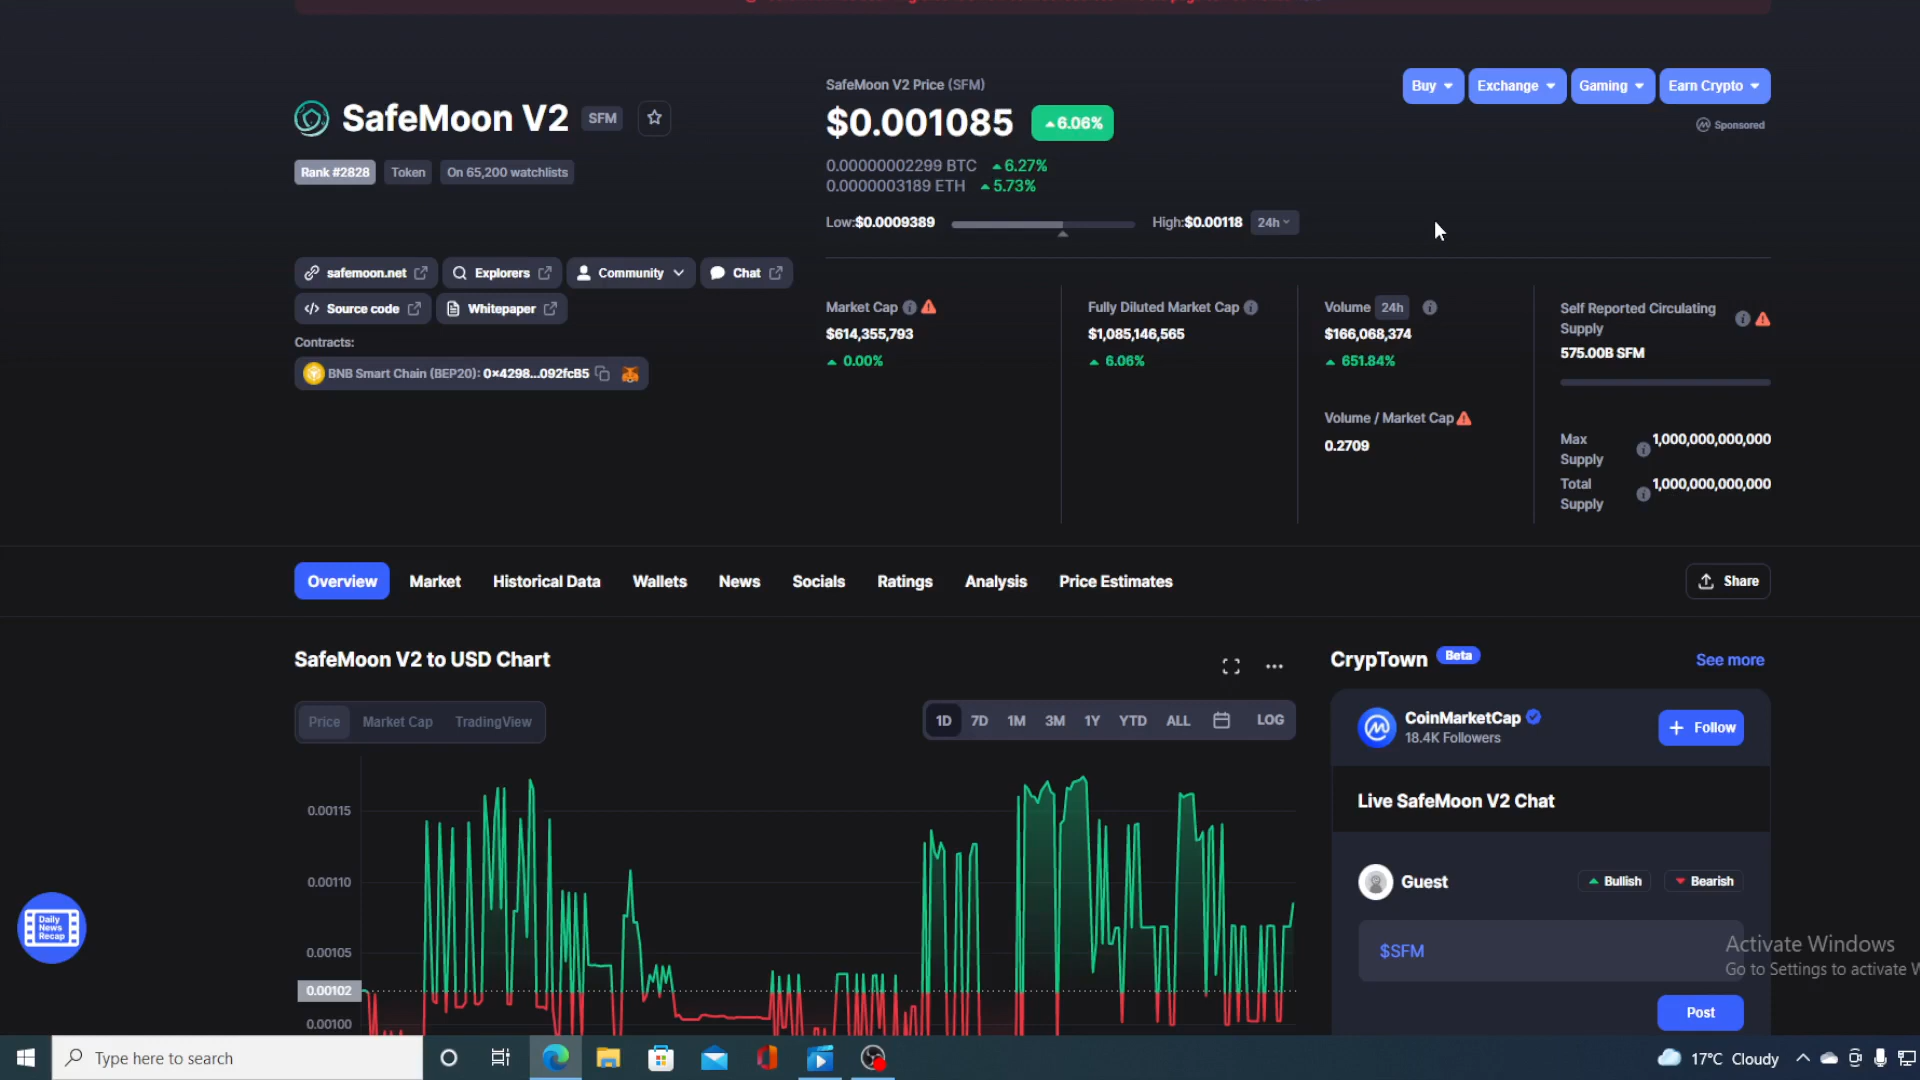 SafeMoon V2 SFM
Rank #2828 Token On 65,200 watchlists
safemoon.net Explorers Community Chat
Source code Whitepaper
Contracts:
BNB Smart Chain (BEP20): 0x4298...092fcB5
SafeMoon V2 Price (SFM)
$0.001085 6.06%
0.00000002299 BTC 6.27%
0.0000003189 ETH 5.73%
Low:$0.0009389 High:$0.00118 24h
Buy Exchange Gaming Earn Crypto
Sponsored
Market Cap
$614,355,793
0.00%
Fully Diluted Market Cap
$1,085,146,565
6.06%
Volume 24h
$166,068,374
651.84%
Volume / Market Cap
0.2709
Self Reported Circulating
Supply
575.00B SFM
Max
Supply
1,000,000,000,000
Total
Supply
1,000,000,000,000
Overview Market Historical Data Wallets News Socials Ratings Analysis Price Estimates Share
SafeMoon V2 to USD Chart
Price Market Cap TradingView
1D 7D 1M 3M 1Y YTD ALL LOG
0.00115
0.00110
0.00105
0.00102
0.00100
CrypTown Beta See more
CoinMarketCap
18.4K Followers
Follow
Live SafeMoon V2 Chat
Guest Bullish Bearish
$SFM
Post
Daily
News
Recap
Activate Windows
Go to Settings to activate W
Type here to search
17°C Cloudy